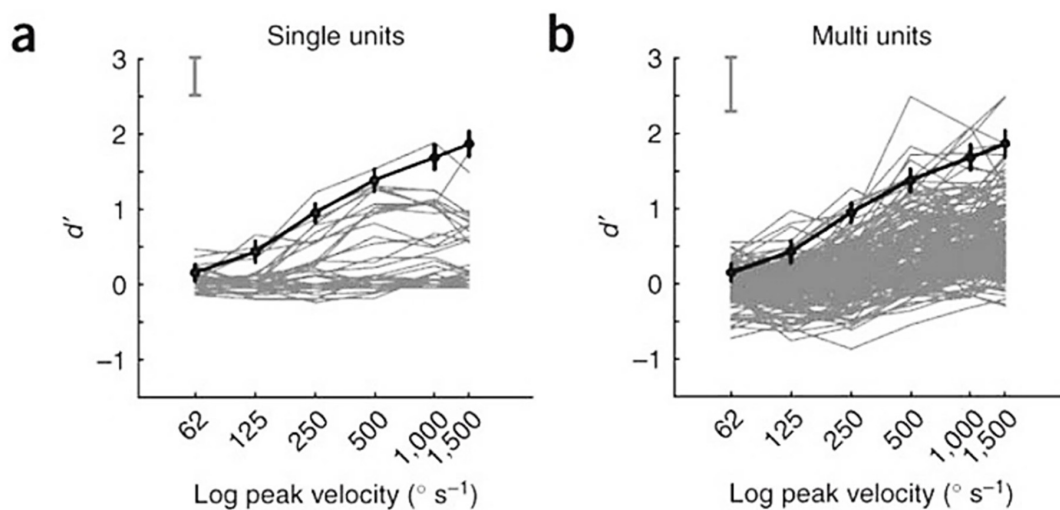 a
Single units
3
2
1
0
−1
d′
62
125
250
500
1,000
1,500
Log peak velocity (° s⁻¹)
b
Multi units
3
2
1
0
−1
d′
62
125
250
500
1,000
1,500
Log peak velocity (° s⁻¹)